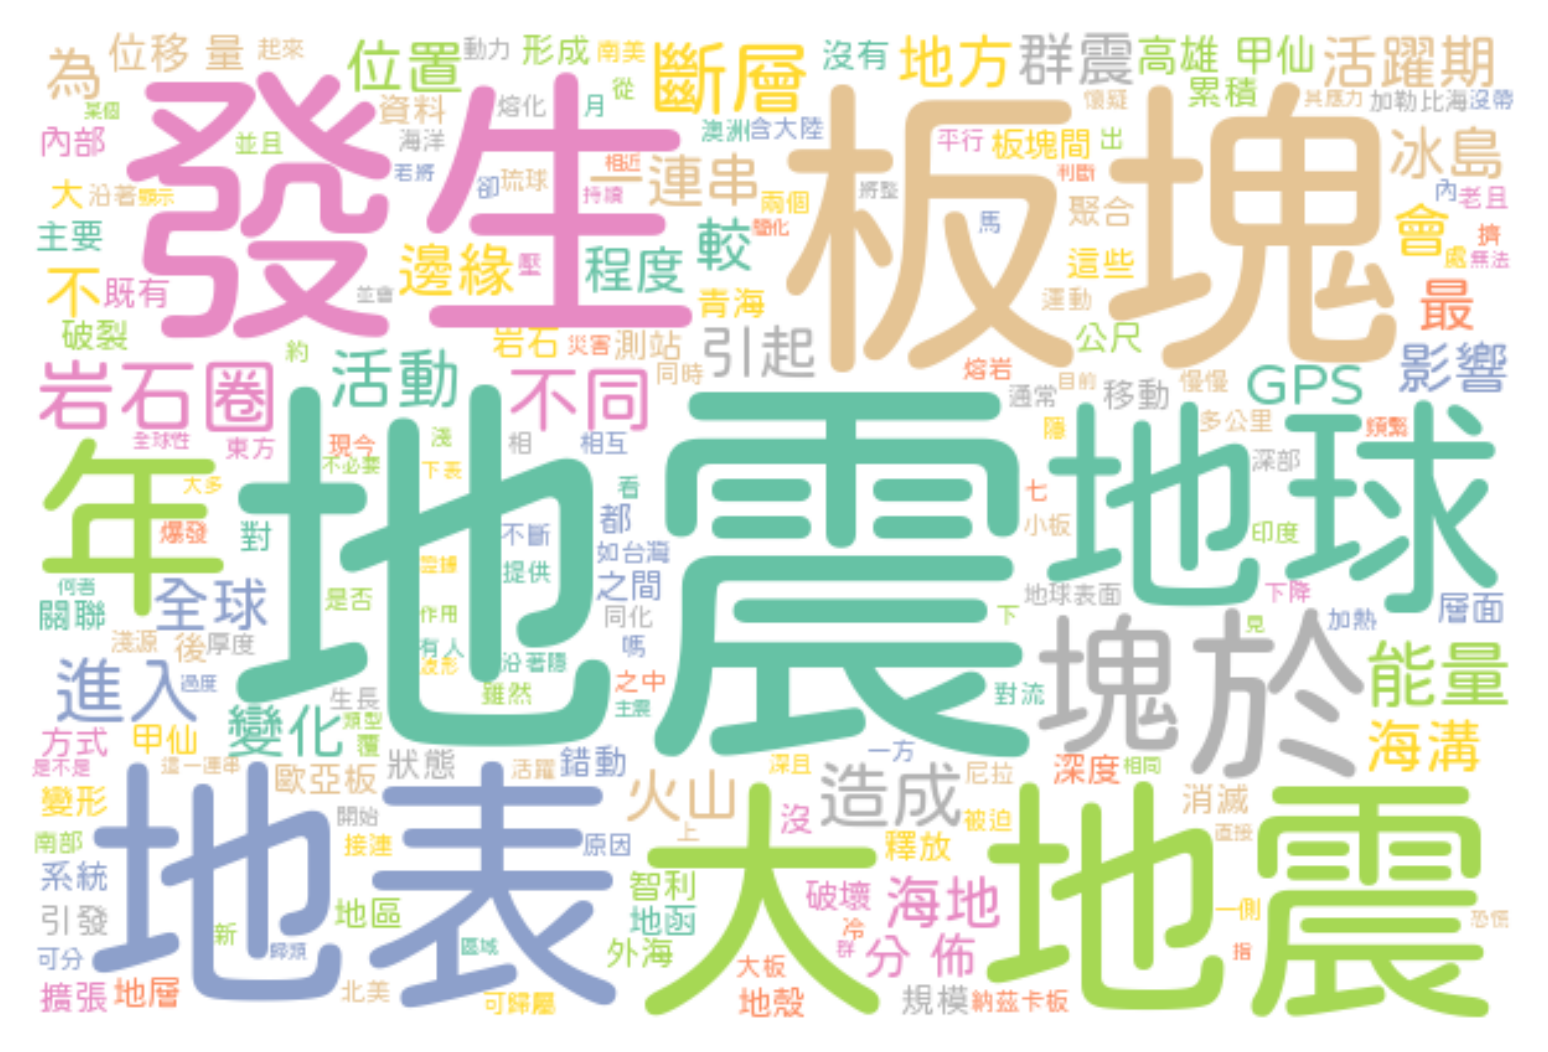 為 位移 量 起來 位置 動力 形成 南美 斷層 沒有 地方 群震 高雄 甲仙 活躍期
某個 資料 熔化 月 從 累積 懷疑 其應力 加勒比海 沒帶
發生 板塊
內部 並且 海洋 澳洲 含大陸 平行 板塊間 出 冰島
大 沿著 顯示 若將 卻 琉球 相近 持續 一連串 兩個 將整 判斷 內 老且
主要 簡化 較 馬 聚合 會 擠
不 既有 邊緣 壓 程度 這些 處 無法
並會 青海 運動 最
破裂 約 岩石 災害 測站 引起 公尺 影響
岩石圈 活動 不同 同時 熔岩 通常 目前 移動 慢慢 GPS
全球性 東方 現今 淺 相 相互 隱 多公里 頻繁
年 大多 不必要 下表 看 七 深部
地震 地球
爆發 對 不斷 都 小板 印度
如台灣
何者 全球 是否 提供 之間 地球表面 下降 層面
關聯 作用 同化 下 見 加熱
淺源 後 厚度 有人 嗎 塊 於 能量
波形 沿著隱
進入 過度 生長 雖然 之中 對流
變化 類型 主震
方式 甲仙 覆 一方 海溝
是不是 這一連串 歐亞板 狀態 活躍 錯動 火山 深且 造成 尼拉 深度 相同 消滅
變形 開始 上 沒 被迫 直接
地表 大地震
南部 接連 原因 釋放
系統 地區 智利 破壞 海地
引發 新 地函 冷 一側 恐慌
可分 歸類 區域 外海 群 分 佈 指
擴張 地層 北美 可歸屬 大板 地殼 規模 納茲卡板